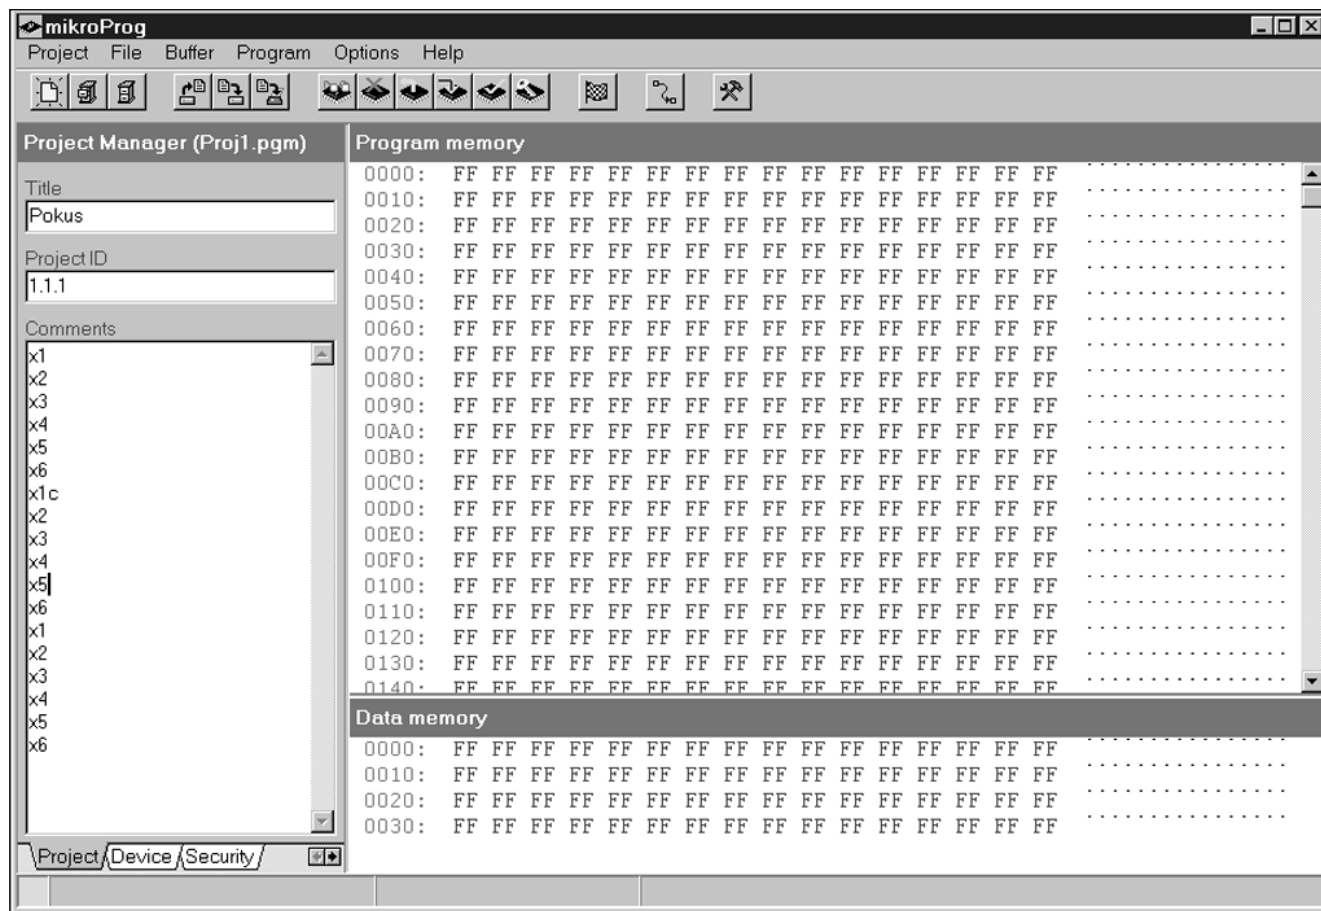 mikroProg
Project File Buffer Program Options Help
Project Manager (Proj1.pgm)
Title
Pokus
Project ID
1.1.1
Comments
x1
x2
x3
x4
x5
x6
x1c
x2
x3
x4
x5
x6
x1
x2
x3
x4
x5
x6
Project Device Security
Program memory
0000: FF FF FF FF FF FF FF FF FF FF FF FF FF FF FF FF ................
0010: FF FF FF FF FF FF FF FF FF FF FF FF FF FF FF FF ................
0020: FF FF FF FF FF FF FF FF FF FF FF FF FF FF FF FF ................
0030: FF FF FF FF FF FF FF FF FF FF FF FF FF FF FF FF ................
0040: FF FF FF FF FF FF FF FF FF FF FF FF FF FF FF FF ................
0050: FF FF FF FF FF FF FF FF FF FF FF FF FF FF FF FF ................
0060: FF FF FF FF FF FF FF FF FF FF FF FF FF FF FF FF ................
0070: FF FF FF FF FF FF FF FF FF FF FF FF FF FF FF FF ................
0080: FF FF FF FF FF FF FF FF FF FF FF FF FF FF FF FF ................
0090: FF FF FF FF FF FF FF FF FF FF FF FF FF FF FF FF ................
00A0: FF FF FF FF FF FF FF FF FF FF FF FF FF FF FF FF ................
00B0: FF FF FF FF FF FF FF FF FF FF FF FF FF FF FF FF ................
00C0: FF FF FF FF FF FF FF FF FF FF FF FF FF FF FF FF ................
00D0: FF FF FF FF FF FF FF FF FF FF FF FF FF FF FF FF ................
00E0: FF FF FF FF FF FF FF FF FF FF FF FF FF FF FF FF ................
00F0: FF FF FF FF FF FF FF FF FF FF FF FF FF FF FF FF ................
0100: FF FF FF FF FF FF FF FF FF FF FF FF FF FF FF FF ................
0110: FF FF FF FF FF FF FF FF FF FF FF FF FF FF FF FF ................
0120: FF FF FF FF FF FF FF FF FF FF FF FF FF FF FF FF ................
0130: FF FF FF FF FF FF FF FF FF FF FF FF FF FF FF FF ................
0140: FF FF FF FF FF FF FF FF FF FF FF FF FF FF FF FF ................
Data memory
0000: FF FF FF FF FF FF FF FF FF FF FF FF FF FF FF FF ................
0010: FF FF FF FF FF FF FF FF FF FF FF FF FF FF FF FF ................
0020: FF FF FF FF FF FF FF FF FF FF FF FF FF FF FF FF ................
0030: FF FF FF FF FF FF FF FF FF FF FF FF FF FF FF FF ................